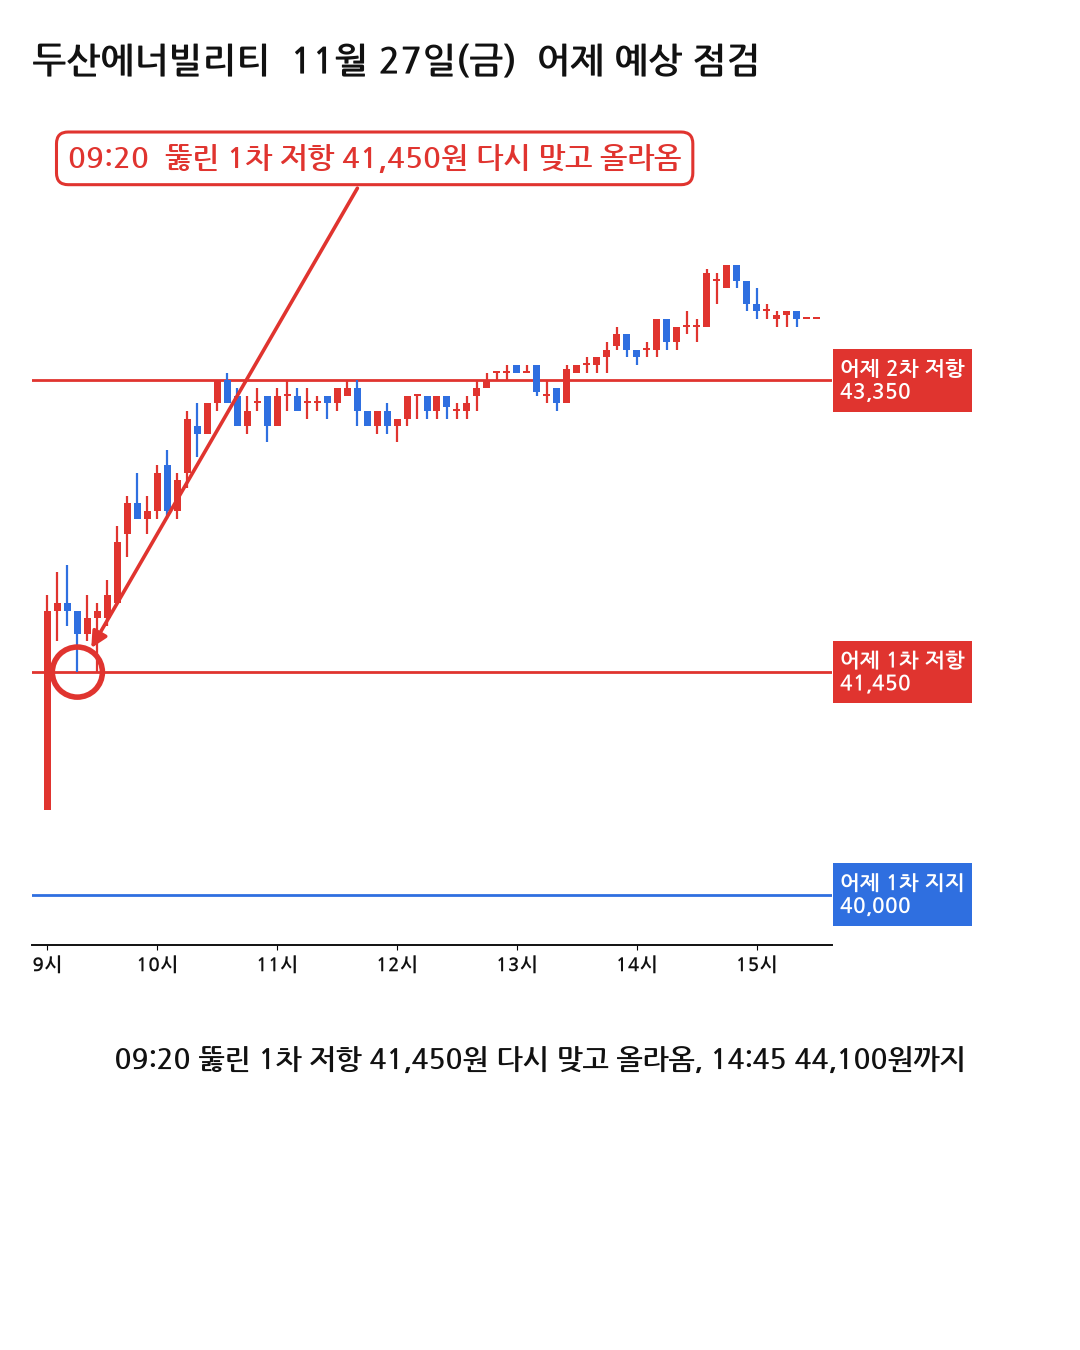 두산에너빌리티 11월 27일(금) 어제 예상 점검
09:20 뚫린 1차 저항 41,450원 다시 맞고 올라옴
어제 2차 저항
43,350
어제 1차 저항
41,450
어제 1차 지지
40,000
9시 10시 11시 12시 13시 14시 15시
09:20 뚫린 1차 저항 41,450원 다시 맞고 올라옴, 14:45 44,100원까지